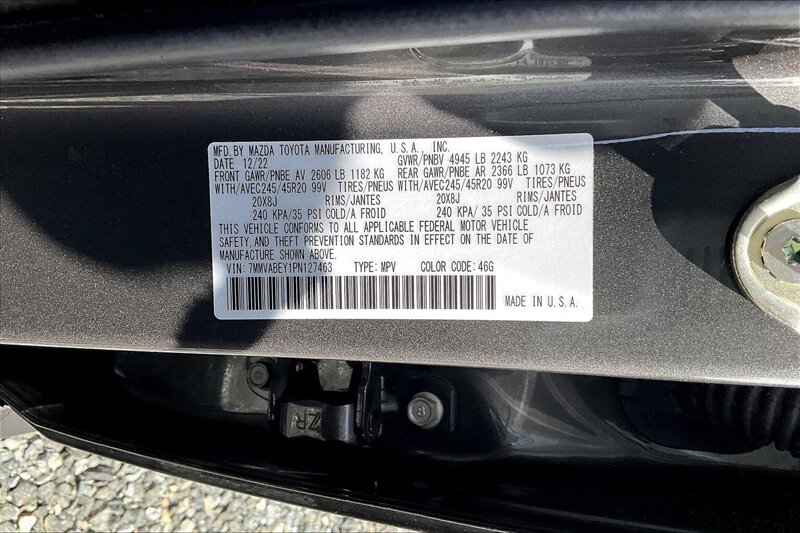 MFD.BY MAZDA TOYOTA MANUFACTURING, U.S.A., INC.
DATE 12/22 GVWR/PNBV 4945 LB 2243 KG
FRONT GAWR/PNBE AV 2606 LB 1182 KG REAR GAWR/PNBE AR 2366 LB 1073 KG
WITH/AVEC245/45R20 99V TIRES/PNEUS WITH/AVEC245/45R20 99V TIRES/PNEUS
20X8J RIMS/JANTES 20X8J RIMS/JANTES
240 KPA/35 PSI COLD/A FROID 240 KPA/35 PSI COLD/A FROID
THIS VEHICLE CONFORMS TO ALL APPLICABLE FEDERAL MOTOR VEHICLE
SAFETY, AND THEFT PREVENTION STANDARDS IN EFFECT ON THE DATE OF
MANUFACTURE SHOWN ABOVE.
VIN: 7MMVABEY1PN127463 TYPE: MPV COLOR CODE: 46G
MADE IN U.S.A.
ZR
8